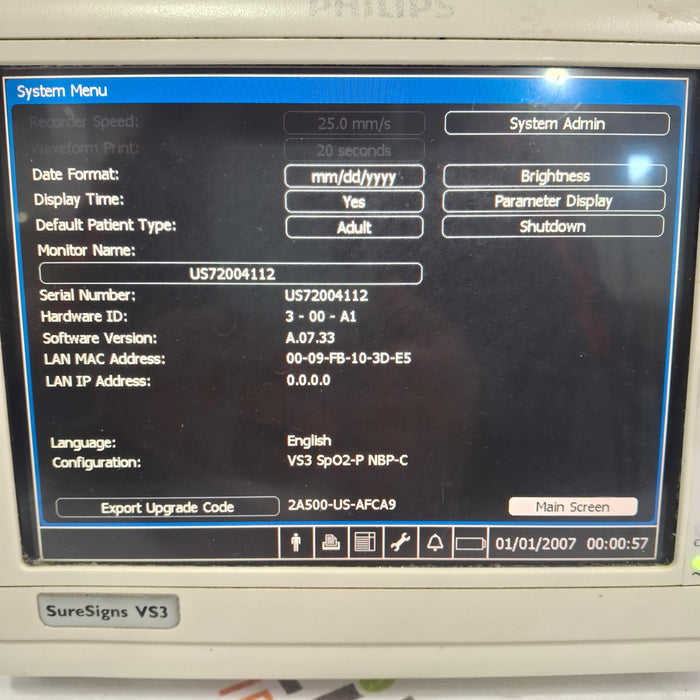 PHILIPS
System Menu
Recorder Speed: 25.0 mm/s System Admin
Waveform Print: 20 seconds
Date Format: mm/dd/yyyy Brightness
Display Time: Yes Parameter Display
Default Patient Type: Adult Shutdown
Monitor Name:
US72004112
Serial Number: US72004112
Hardware ID: 3 - 00 - A1
Software Version: A.07.33
LAN MAC Address: 00-09-FB-10-3D-E5
LAN IP Address: 0.0.0.0
Language: English
Configuration: VS3 SpO2-P NBP-C
Export Upgrade Code 2A500-US-AFCA9 Main Screen
01/01/2007 00:00:57
SureSigns VS3